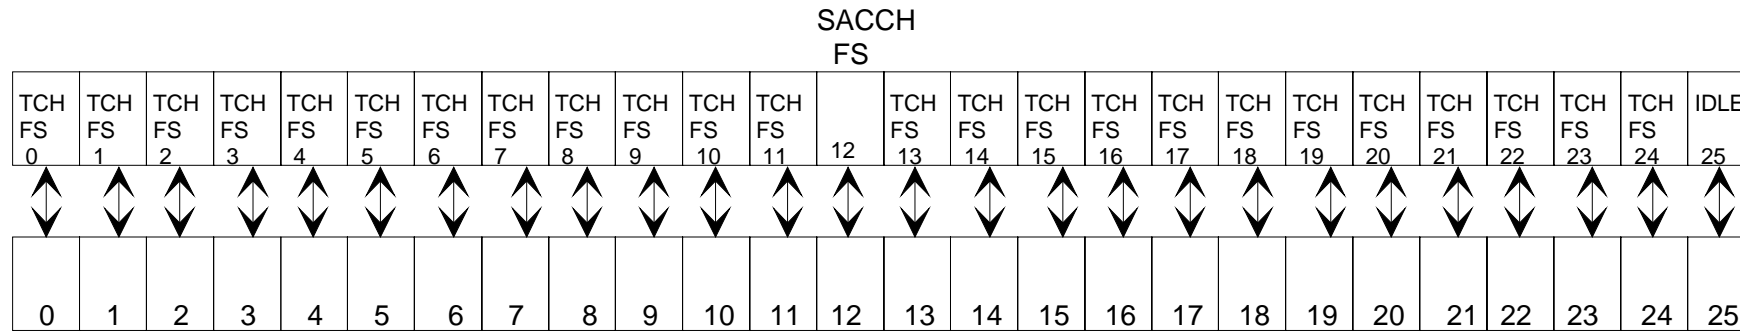 SACCH
FS
TCH TCH TCH TCH TCH TCH TCH TCH TCH TCH TCH TCH TCH TCH TCH TCH TCH TCH TCH TCH TCH TCH TCH TCH IDLE
FS FS FS FS FS FS FS FS FS FS FS FS FS FS FS FS FS FS FS FS FS FS FS FS
0 1 2 3 4 5 6 7 8 9 10 11 12 13 14 15 16 17 18 19 20 21 22 23 24 25
0 1 2 3 4 5 6 7 8 9 10 11 12 13 14 15 16 17 18 19 20 21 22 23 24 25